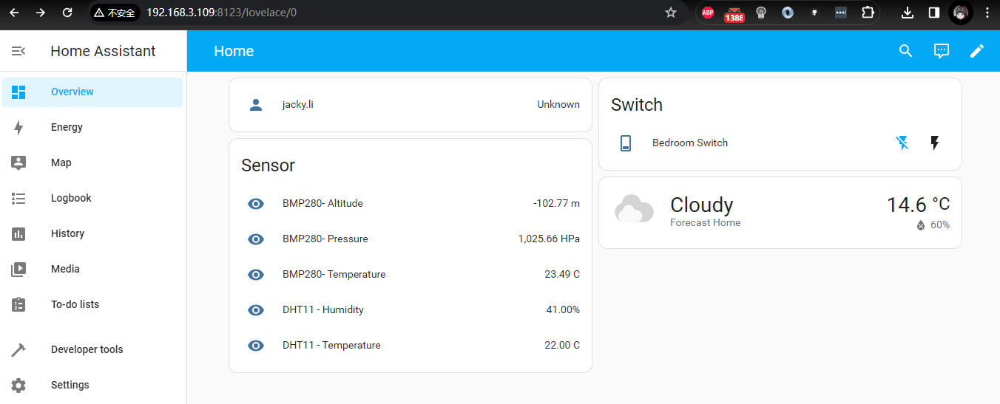 不安全 192.168.3.109:8123/lovelace/0
ABP
1388
Home Assistant
Home
Overview
Energy
Map
Logbook
History
Media
To-do lists
Developer tools
Settings
jacky.li Unknown
Sensor
BMP280- Altitude -102.77 m
BMP280- Pressure 1,025.66 HPa
BMP280- Temperature 23.49 C
DHT11 - Humidity 41.00%
DHT11 - Temperature 22.00 C
Switch
Bedroom Switch
Cloudy 14.6 °C
Forecast Home 60%